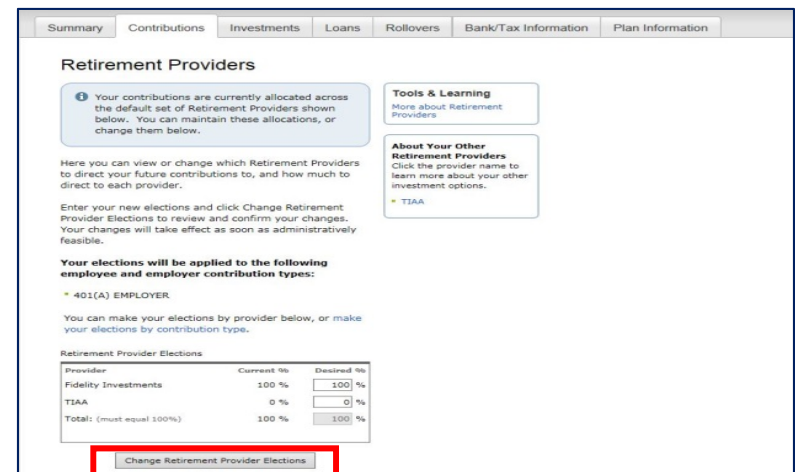 Summary Contributions Investments Loans Rollovers Bank/Tax Information Plan Information
Retirement Providers
Your contributions are currently allocated across
the default set of Retirement Providers shown
below. You can maintain these allocations, or
change them below.
Here you can view or change which Retirement Providers
to direct your future contributions to, and how much to
direct to each provider.
Enter your new elections and click Change Retirement
Provider Elections to review and confirm your changes.
Your changes will take effect as soon as administratively
feasible.
Your elections will be applied to the following
employee and employer contribution types:
401(A) EMPLOYER
You can make your elections by provider below, or make
your elections by contribution type.
Retirement Provider Elections
Provider Current % Desired %
Fidelity Investments 100 % 100 %
TIAA 0 % 0 %
Total: (must equal 100%) 100 % 100 %
Change Retirement Provider Elections
Tools & Learning
More about Retirement
Providers
About Your Other
Retirement Providers
Click the provider name to
learn more about your other
investment options.
TIAA